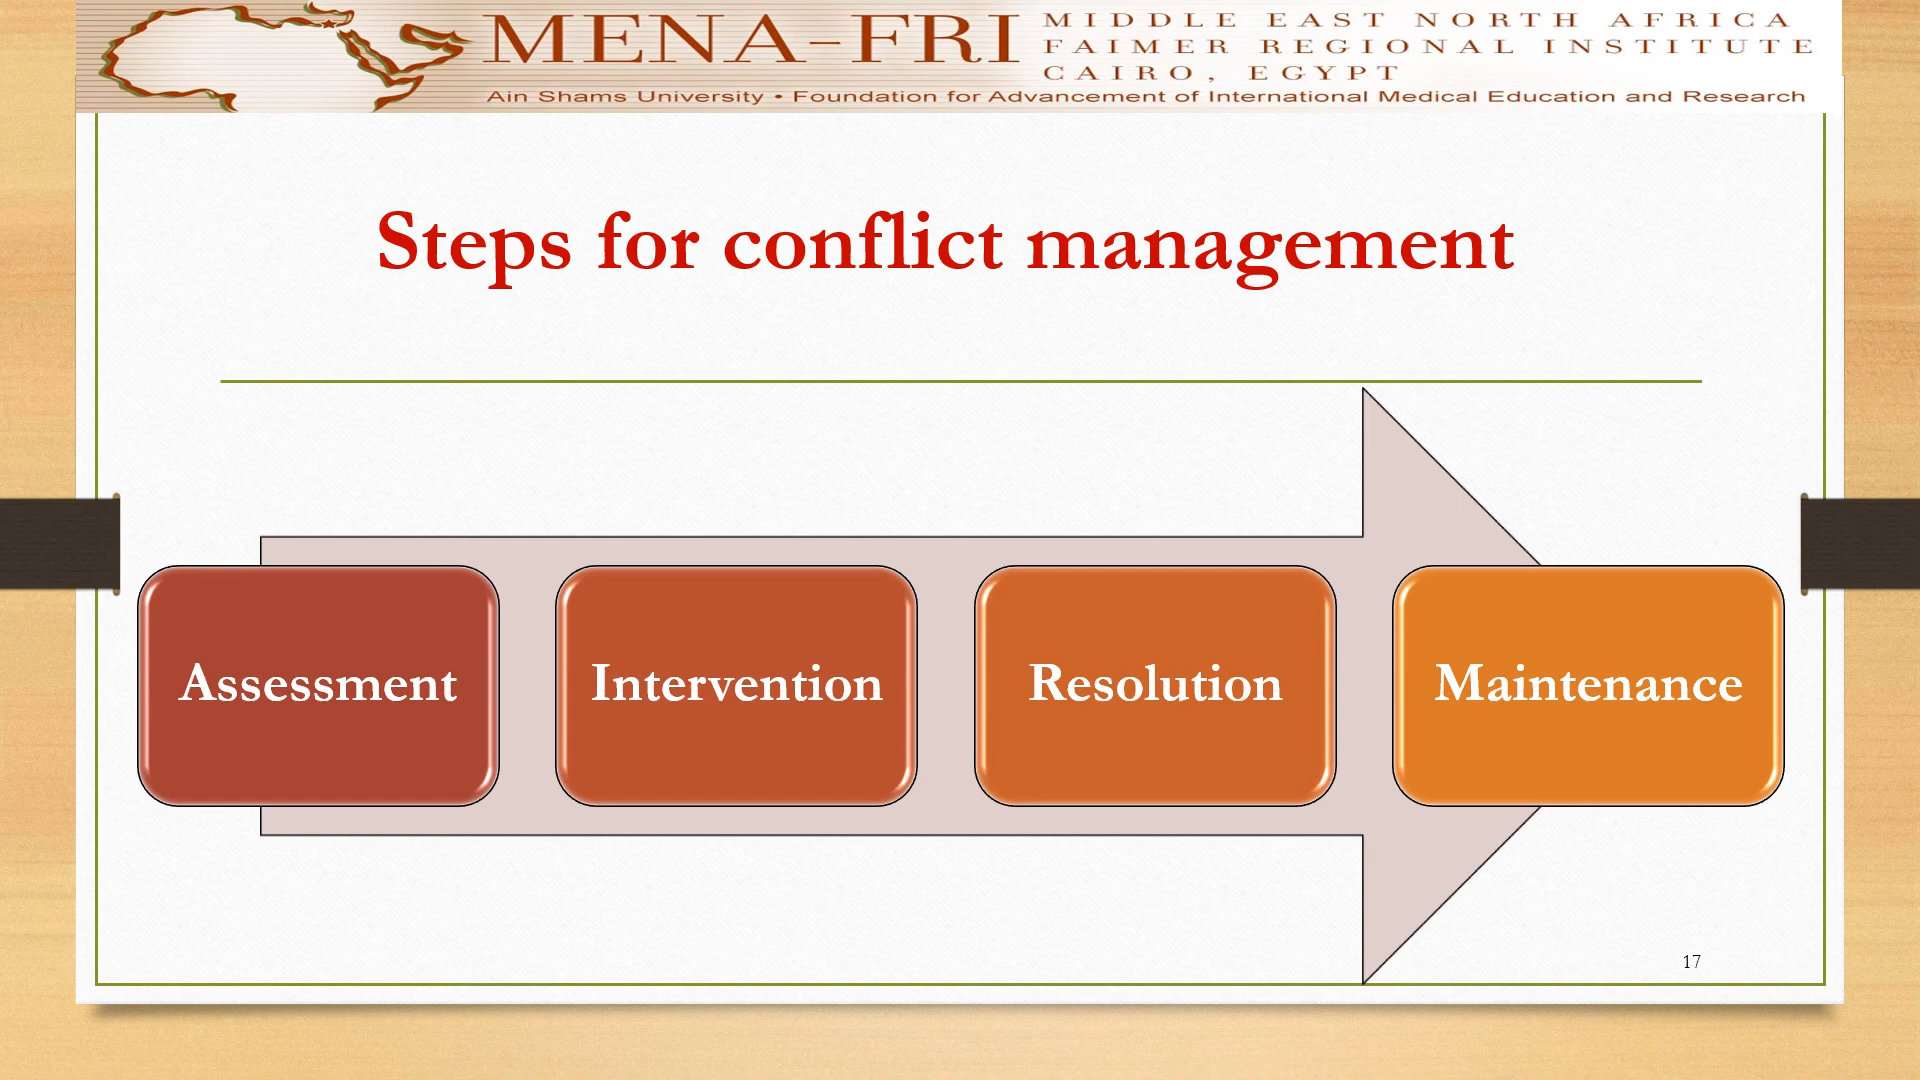 MENA-FRI
MIDDLE EAST NORTH AFRICA
FAIMER REGIONAL INSTITUTE
CAIRO, EGYPT
Ain Shams University • Foundation for Advancement of International Medical Education and Research
Steps for conflict management
Assessment
Intervention
Resolution
Maintenance
17